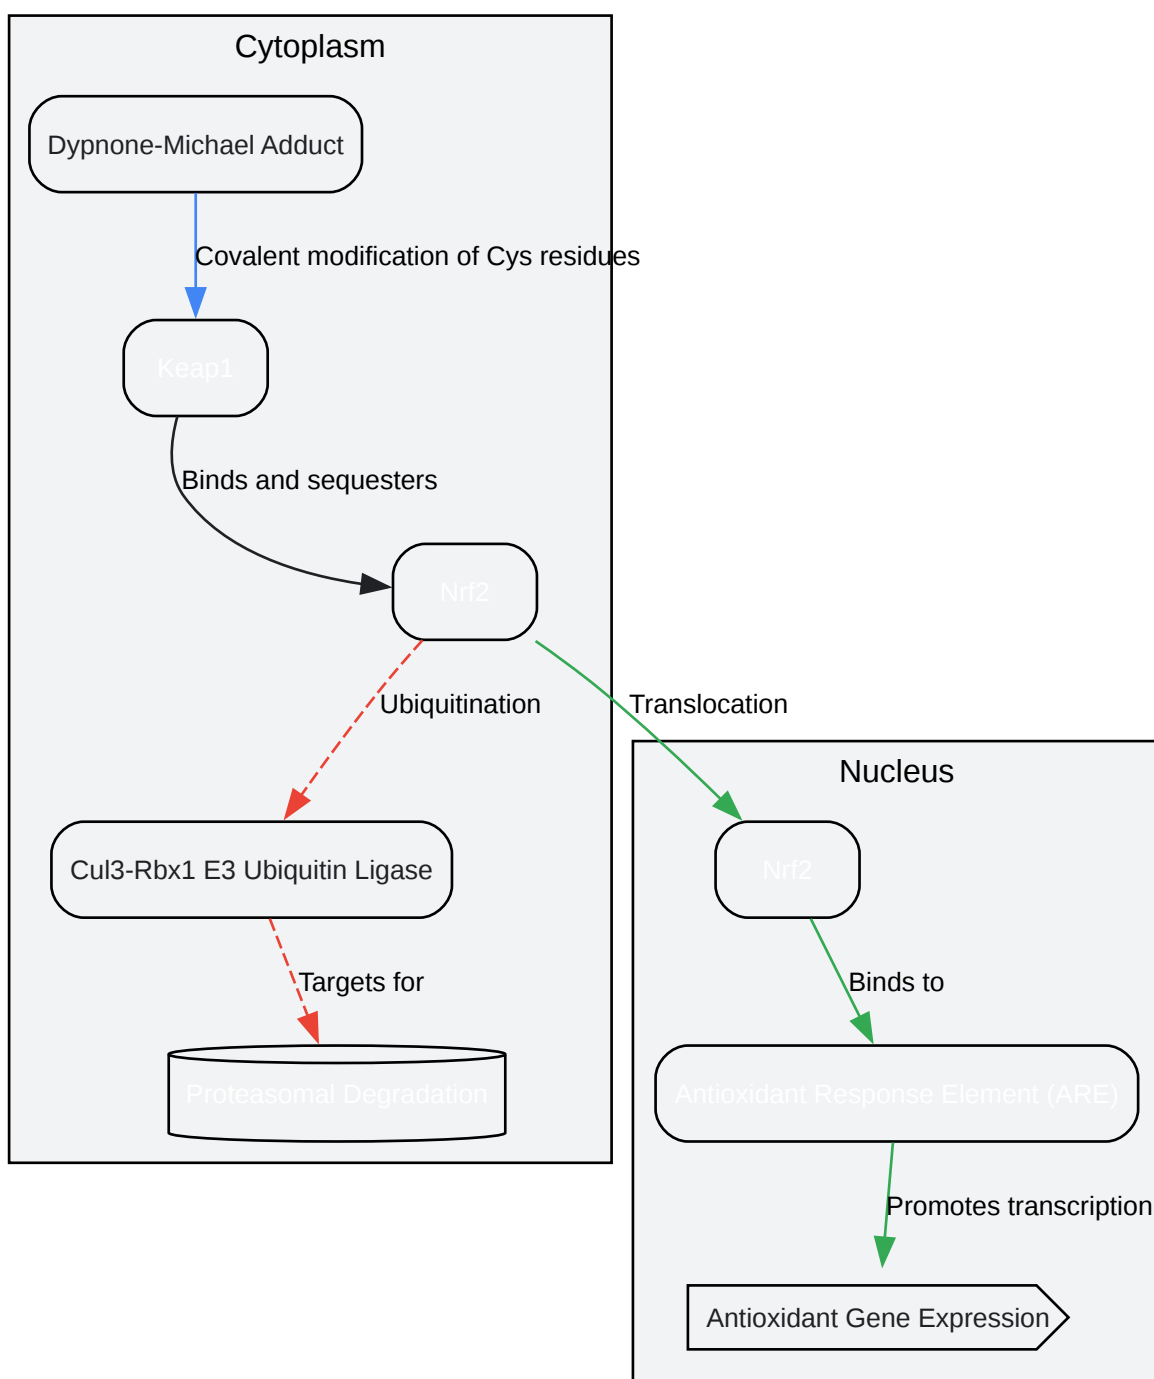 Cytoplasm
Dypnone-Michael Adduct
Covalent modification of Cys residues
Keap1
Binds and sequesters
Nrf2
Ubiquitination
Translocation
Nucleus
Cul3-Rbx1 E3 Ubiquitin Ligase
Nrf2
Targets for
Binds to
Proteasomal Degradation
Antioxidant Response Element (ARE)
Promotes transcription
Antioxidant Gene Expression